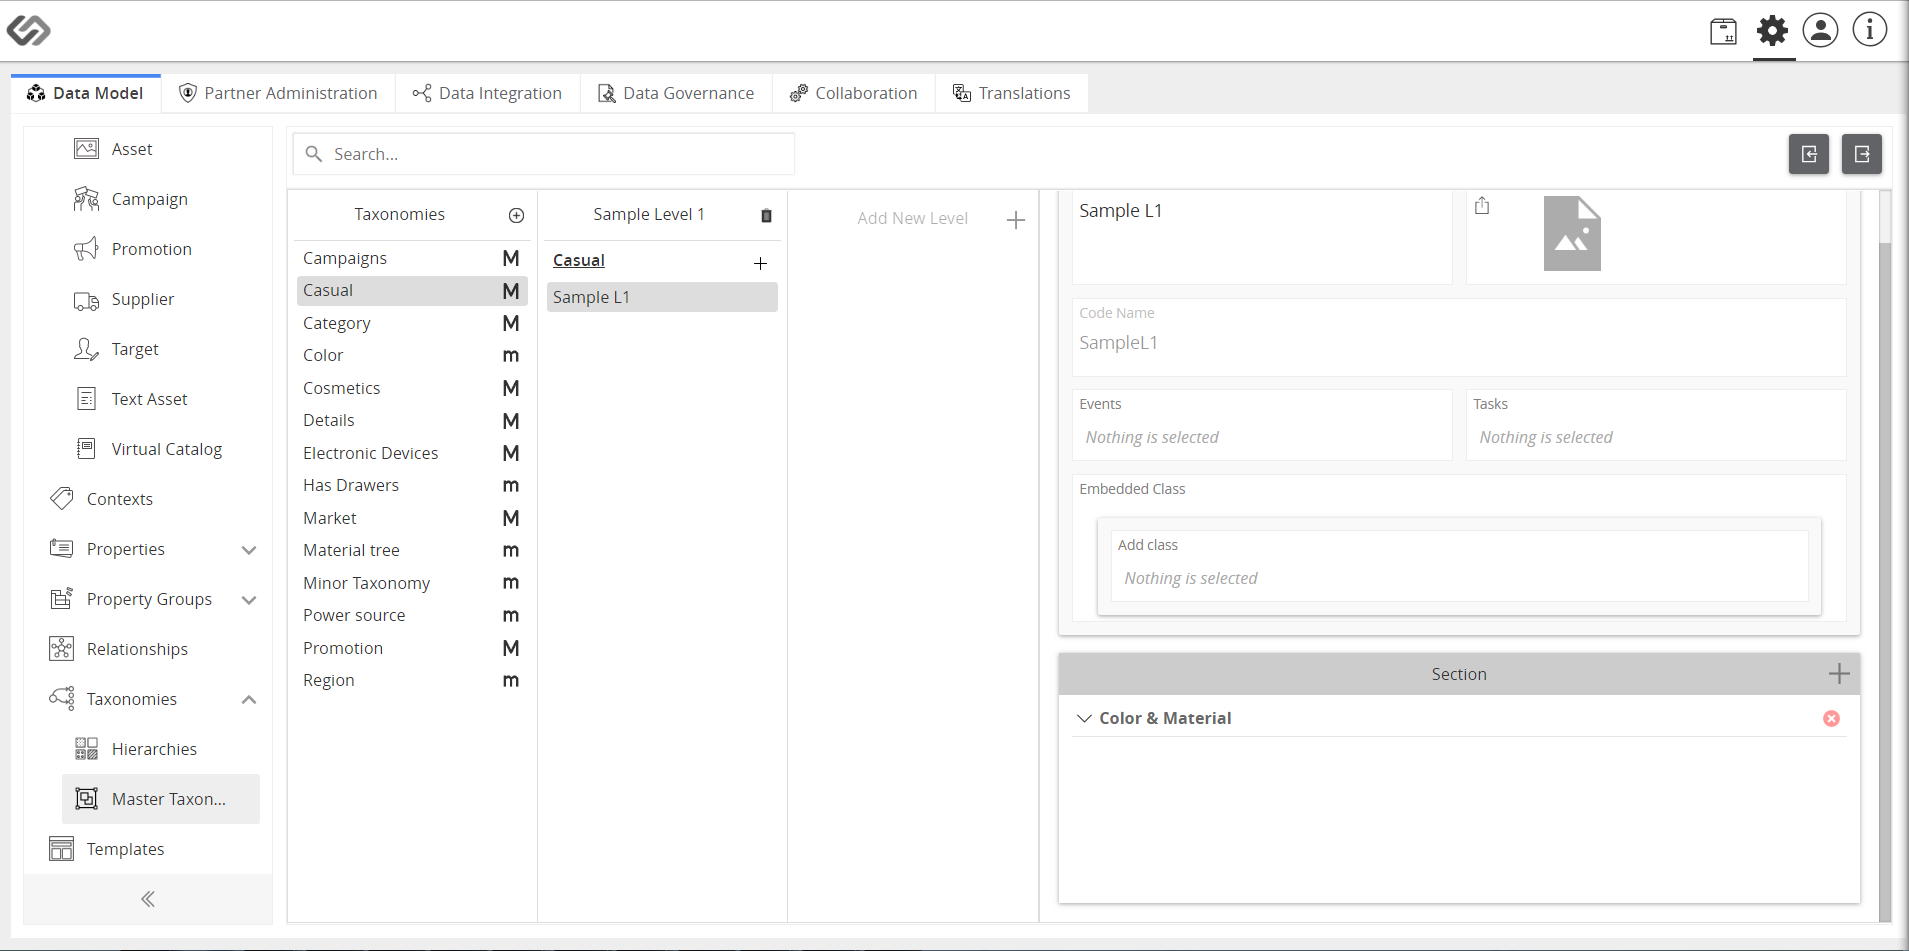 Data Model
Partner Administration
Data Integration
Data Governance
Collaboration
Translations
Asset
Campaign
Promotion
Supplier
Target
Text Asset
Virtual Catalog
Contexts
Properties
Property Groups
Relationships
Taxonomies
Hierarchies
Master Taxon...
Templates
Search...
Taxonomies
Campaigns M
Casual M
Category M
Color m
Cosmetics M
Details M
Electronic Devices M
Has Drawers m
Market M
Material tree m
Minor Taxonomy m
Power source m
Promotion M
Region m
Sample Level 1
Casual
Sample L1
Add New Level
Sample L1
Code Name
SampleL1
Events
Nothing is selected
Tasks
Nothing is selected
Embedded Class
Add class
Nothing is selected
Section
Color & Material